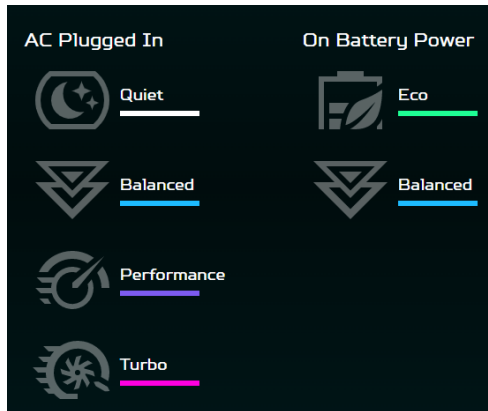 AC Plugged In
Quiet
Balanced
Performance
Turbo
On Battery Power
Eco
Balanced